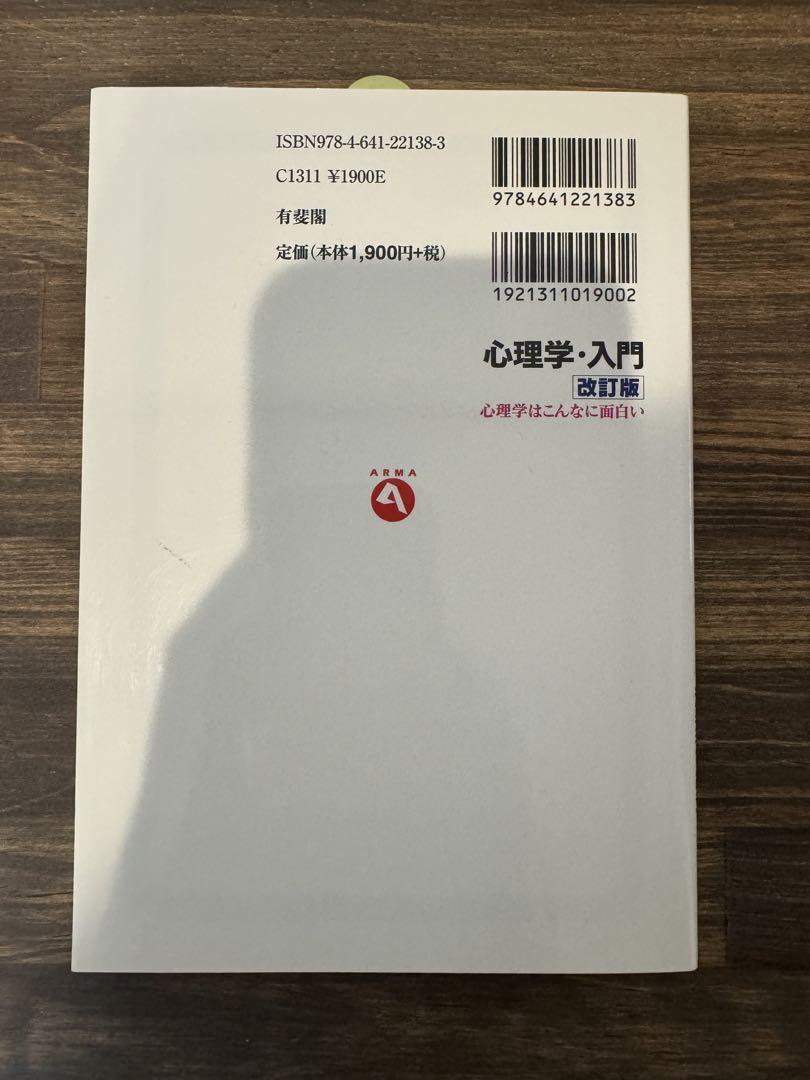 ISBN978-4-641-22138-3
C1311 ¥1900E
有斐閣
定価(本体1,900円+税)
9784641221383
1921311019002
心理学・入門
改訂版
心理学はこんなに面白い
ARMA